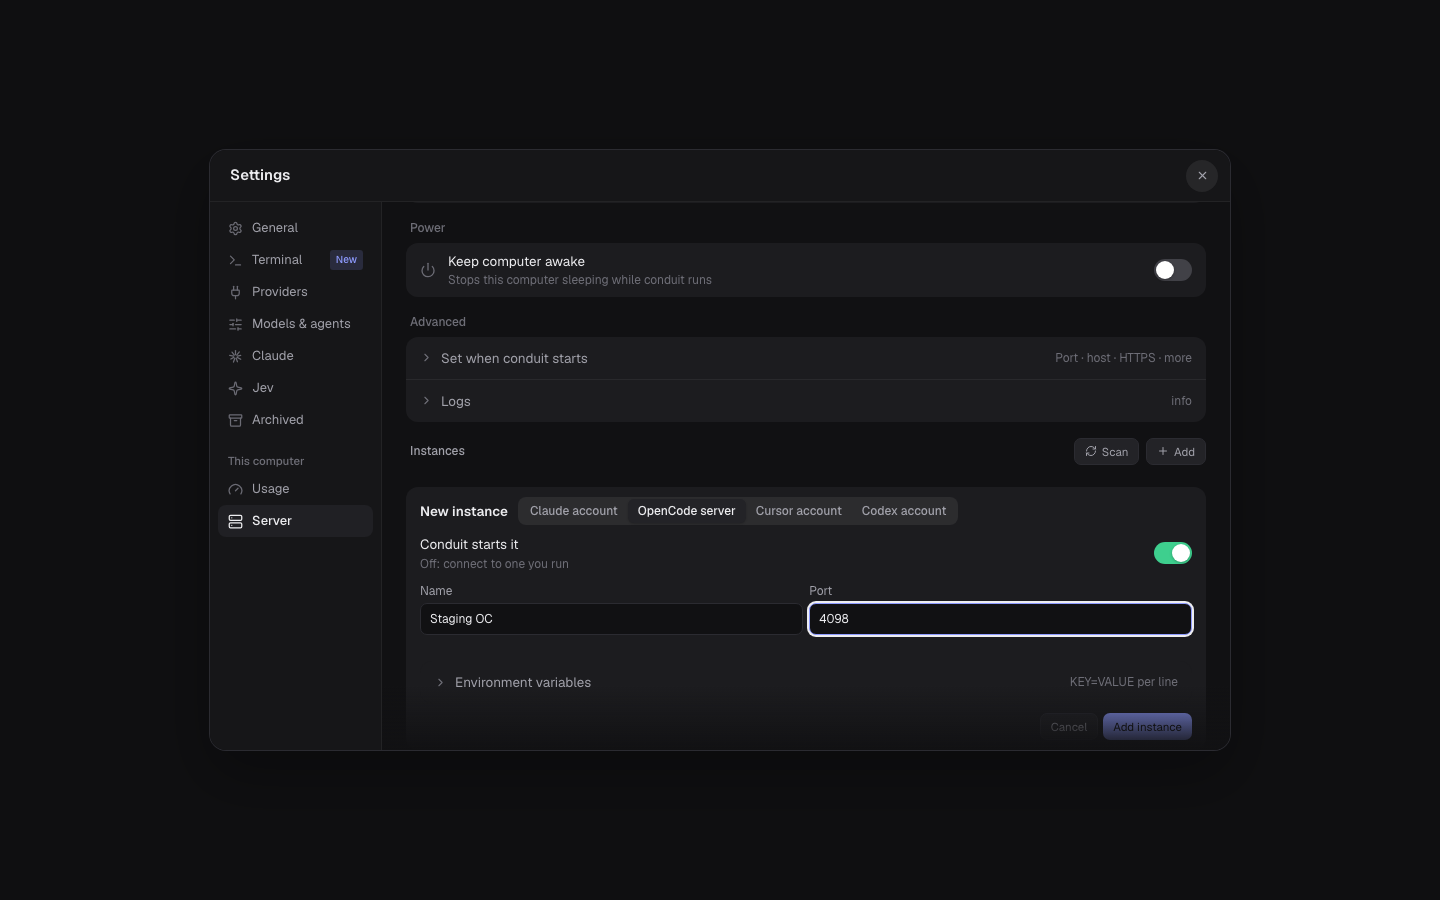 Settings
General
Terminal New
Providers
Models & agents
Claude
Jev
Archived
This computer
Usage
Server
Power
Keep computer awake
Stops this computer sleeping while conduit runs
Advanced
Set when conduit starts Port · host · HTTPS · more
Logs info
Instances Scan Add
New instance Claude account OpenCode server Cursor account Codex account
Conduit starts it
Off: connect to one you run
Name Port
Staging OC 4098
Environment variables KEY=VALUE per line
Cancel Add instance